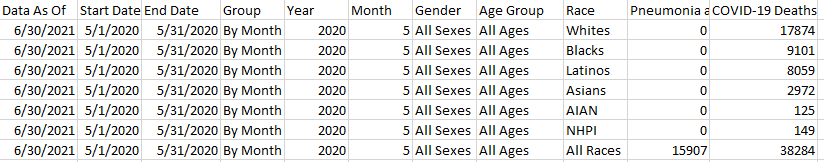 Data As Of Start Date End Date Group Year Month Gender Age Group Race Pneumonia a COVID-19 Deaths
6/30/2021 5/1/2020 5/31/2020 By Month 2020 5 All Sexes All Ages Whites 0 17874
6/30/2021 5/1/2020 5/31/2020 By Month 2020 5 All Sexes All Ages Blacks 0 9101
6/30/2021 5/1/2020 5/31/2020 By Month 2020 5 All Sexes All Ages Latinos 0 8059
6/30/2021 5/1/2020 5/31/2020 By Month 2020 5 All Sexes All Ages Asians 0 2972
6/30/2021 5/1/2020 5/31/2020 By Month 2020 5 All Sexes All Ages AIAN 0 125
6/30/2021 5/1/2020 5/31/2020 By Month 2020 5 All Sexes All Ages NHPI 0 149
6/30/2021 5/1/2020 5/31/2020 By Month 2020 5 All Sexes All Ages All Races 15907 38284